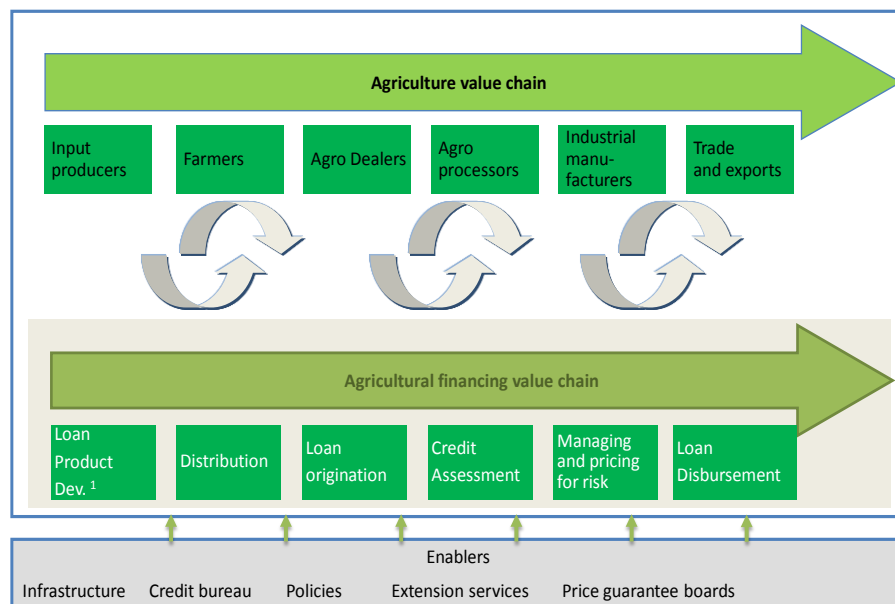 Agriculture value chain
Input
producers
Farmers
Agro Dealers
Agro
processors
Industrial
manu-
facturers
Trade
and exports
Agricultural financing value chain
Loan
Product
Dev. 1
Distribution
Loan
origination
Credit
Assessment
Managing
and pricing
for risk
Loan
Disbursement
Enablers
Infrastructure Credit bureau Policies Extension services Price guarantee boards